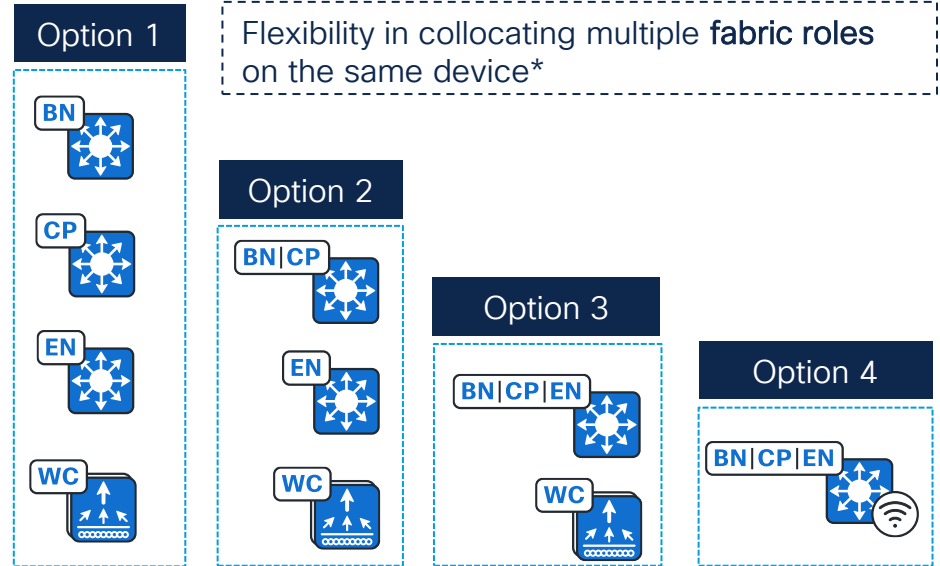 Option 1
Flexibility in collocating multiple fabric roles
on the same device*
BN
CP
EN
WC
Option 2
BN|CP
EN
WC
Option 3
BN|CP|EN
WC
Option 4
BN|CP|EN